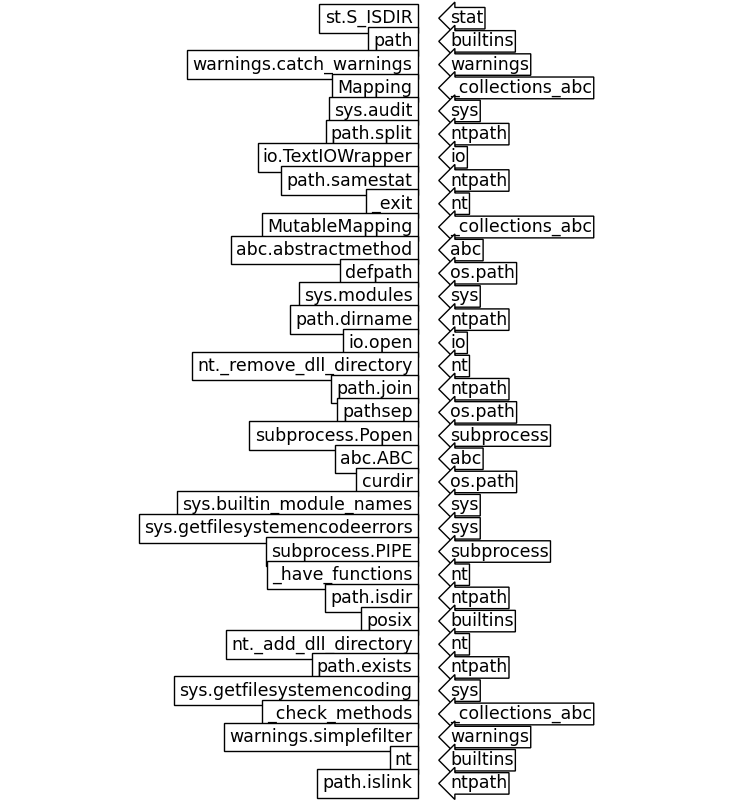 st.S_ISDIR stat
path builtins
warnings.catch_warnings warnings
Mapping _collections_abc
sys.audit sys
path.split ntpath
io.TextIOWrapper io
path.samestat ntpath
_exit nt
MutableMapping _collections_abc
abc.abstractmethod abc
defpath os.path
sys.modules sys
path.dirname ntpath
io.open io
nt._remove_dll_directory nt
path.join ntpath
pathsep os.path
subprocess.Popen subprocess
abc.ABC abc
curdir os.path
sys.builtin_module_names sys
sys.getfilesystemencodeerrors sys
subprocess.PIPE subprocess
_have_functions nt
path.isdir ntpath
posix builtins
nt._add_dll_directory nt
path.exists ntpath
sys.getfilesystemencoding sys
_check_methods _collections_abc
warnings.simplefilter warnings
nt builtins
path.islink ntpath